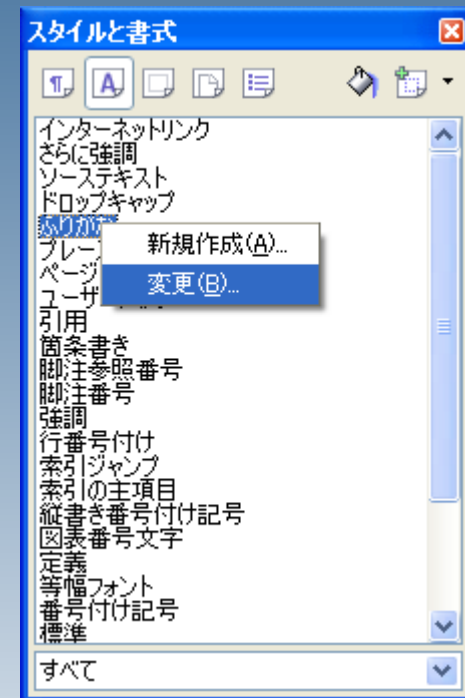 スタイルと書式
インターネットリンク
さらに強調
ソーステキスト
ドロップキャップ
ふりがな
新規作成(A)...
変更(B)...
引用
箇条書き
脚注参照番号
脚注番号
強調
行番号付け
索引ジャンプ
索引の主項目
縦書き番号付け記号
図表番号文字
定義
等幅フォント
番号付け記号
標準
すべて